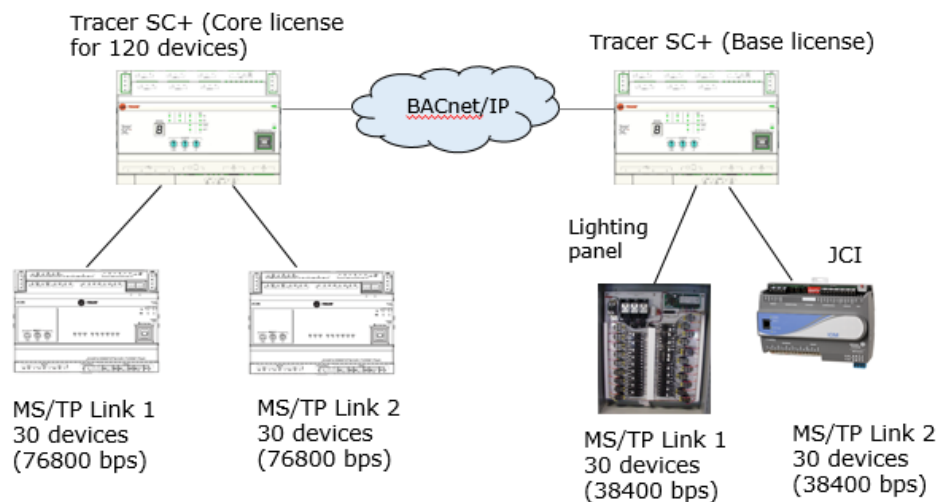 Tracer SC+ (Core license
for 120 devices)
Tracer SC+ (Base license)
BACnet/IP
Lighting
panel
JCI
MS/TP Link 1
30 devices
(76800 bps)
MS/TP Link 2
30 devices
(76800 bps)
MS/TP Link 1
30 devices
(38400 bps)
MS/TP Link 2
30 devices
(38400 bps)